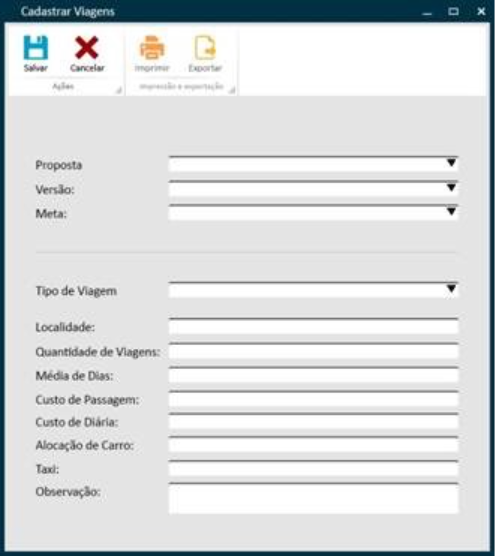 Cadastrar Viagens
Salvar Cancelar Imprimir Exportar
Ações Impressão e exportação
Proposta
Versão:
Meta:
Tipo de Viagem
Localidade:
Quantidade de Viagens:
Média de Dias:
Custo de Passagem:
Custo de Diária:
Alocação de Carro:
Taxi:
Observação: